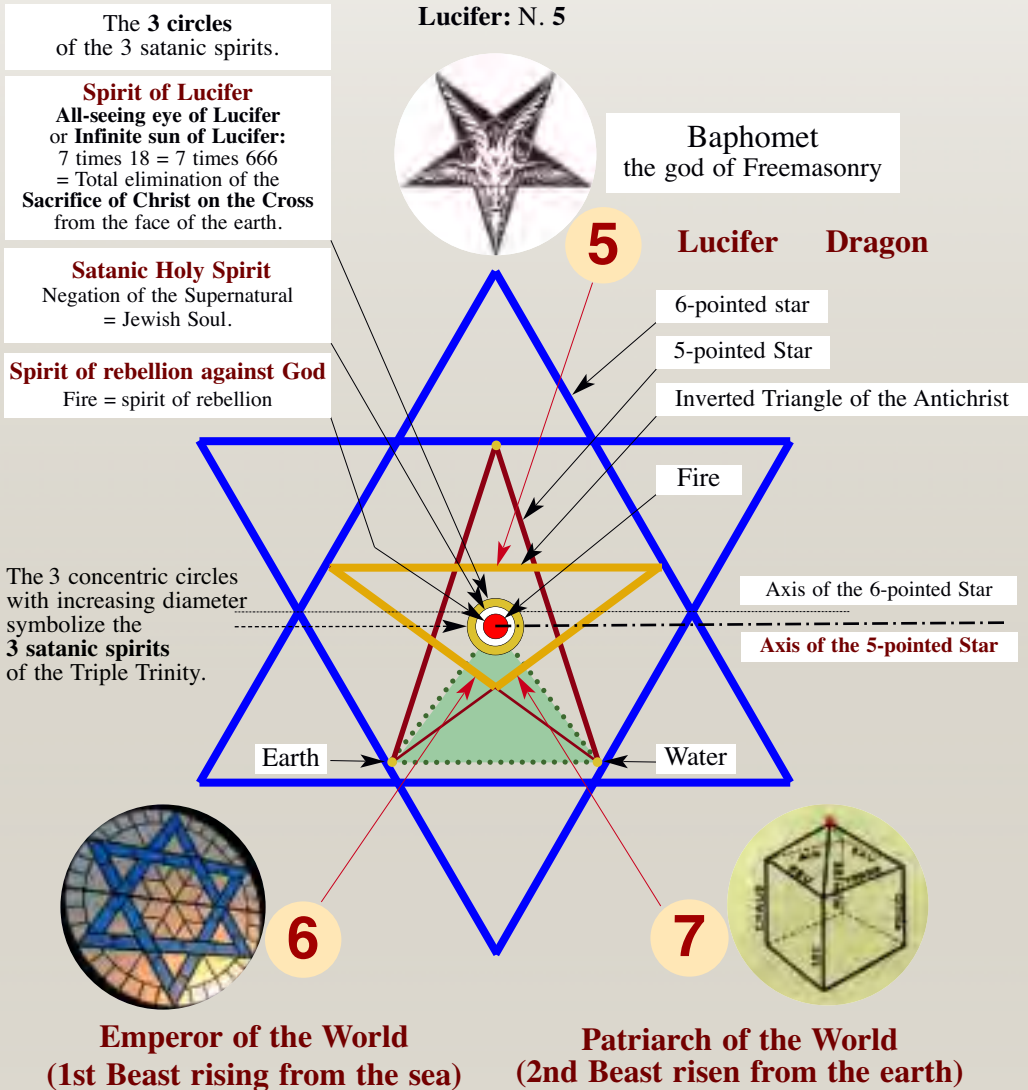 The 3 circles
of the 3 satanic spirits.
Lucifer: N. 5
Spirit of Lucifer
All-seeing eye of Lucifer
or Infinite sun of Lucifer:
7 times 18 = 7 times 666
= Total elimination of the
Sacrifice of Christ on the Cross
from the face of the earth.
Baphomet
the god of Freemasonry
5
Lucifer Dragon
Satanic Holy Spirit
Negation of the Supernatural
= Jewish Soul.
6-pointed star
5-pointed Star
Spirit of rebellion against God
Fire = spirit of rebellion
Inverted Triangle of the Antichrist
Fire
The 3 concentric circles
with increasing diameter
symbolize the
3 satanic spirits
of the Triple Trinity.
Axis of the 6-pointed Star
Axis of the 5-pointed Star
Earth
Water
6
7
Emperor of the World
(1st Beast rising from the sea)
Patriarch of the World
(2nd Beast risen from the earth)